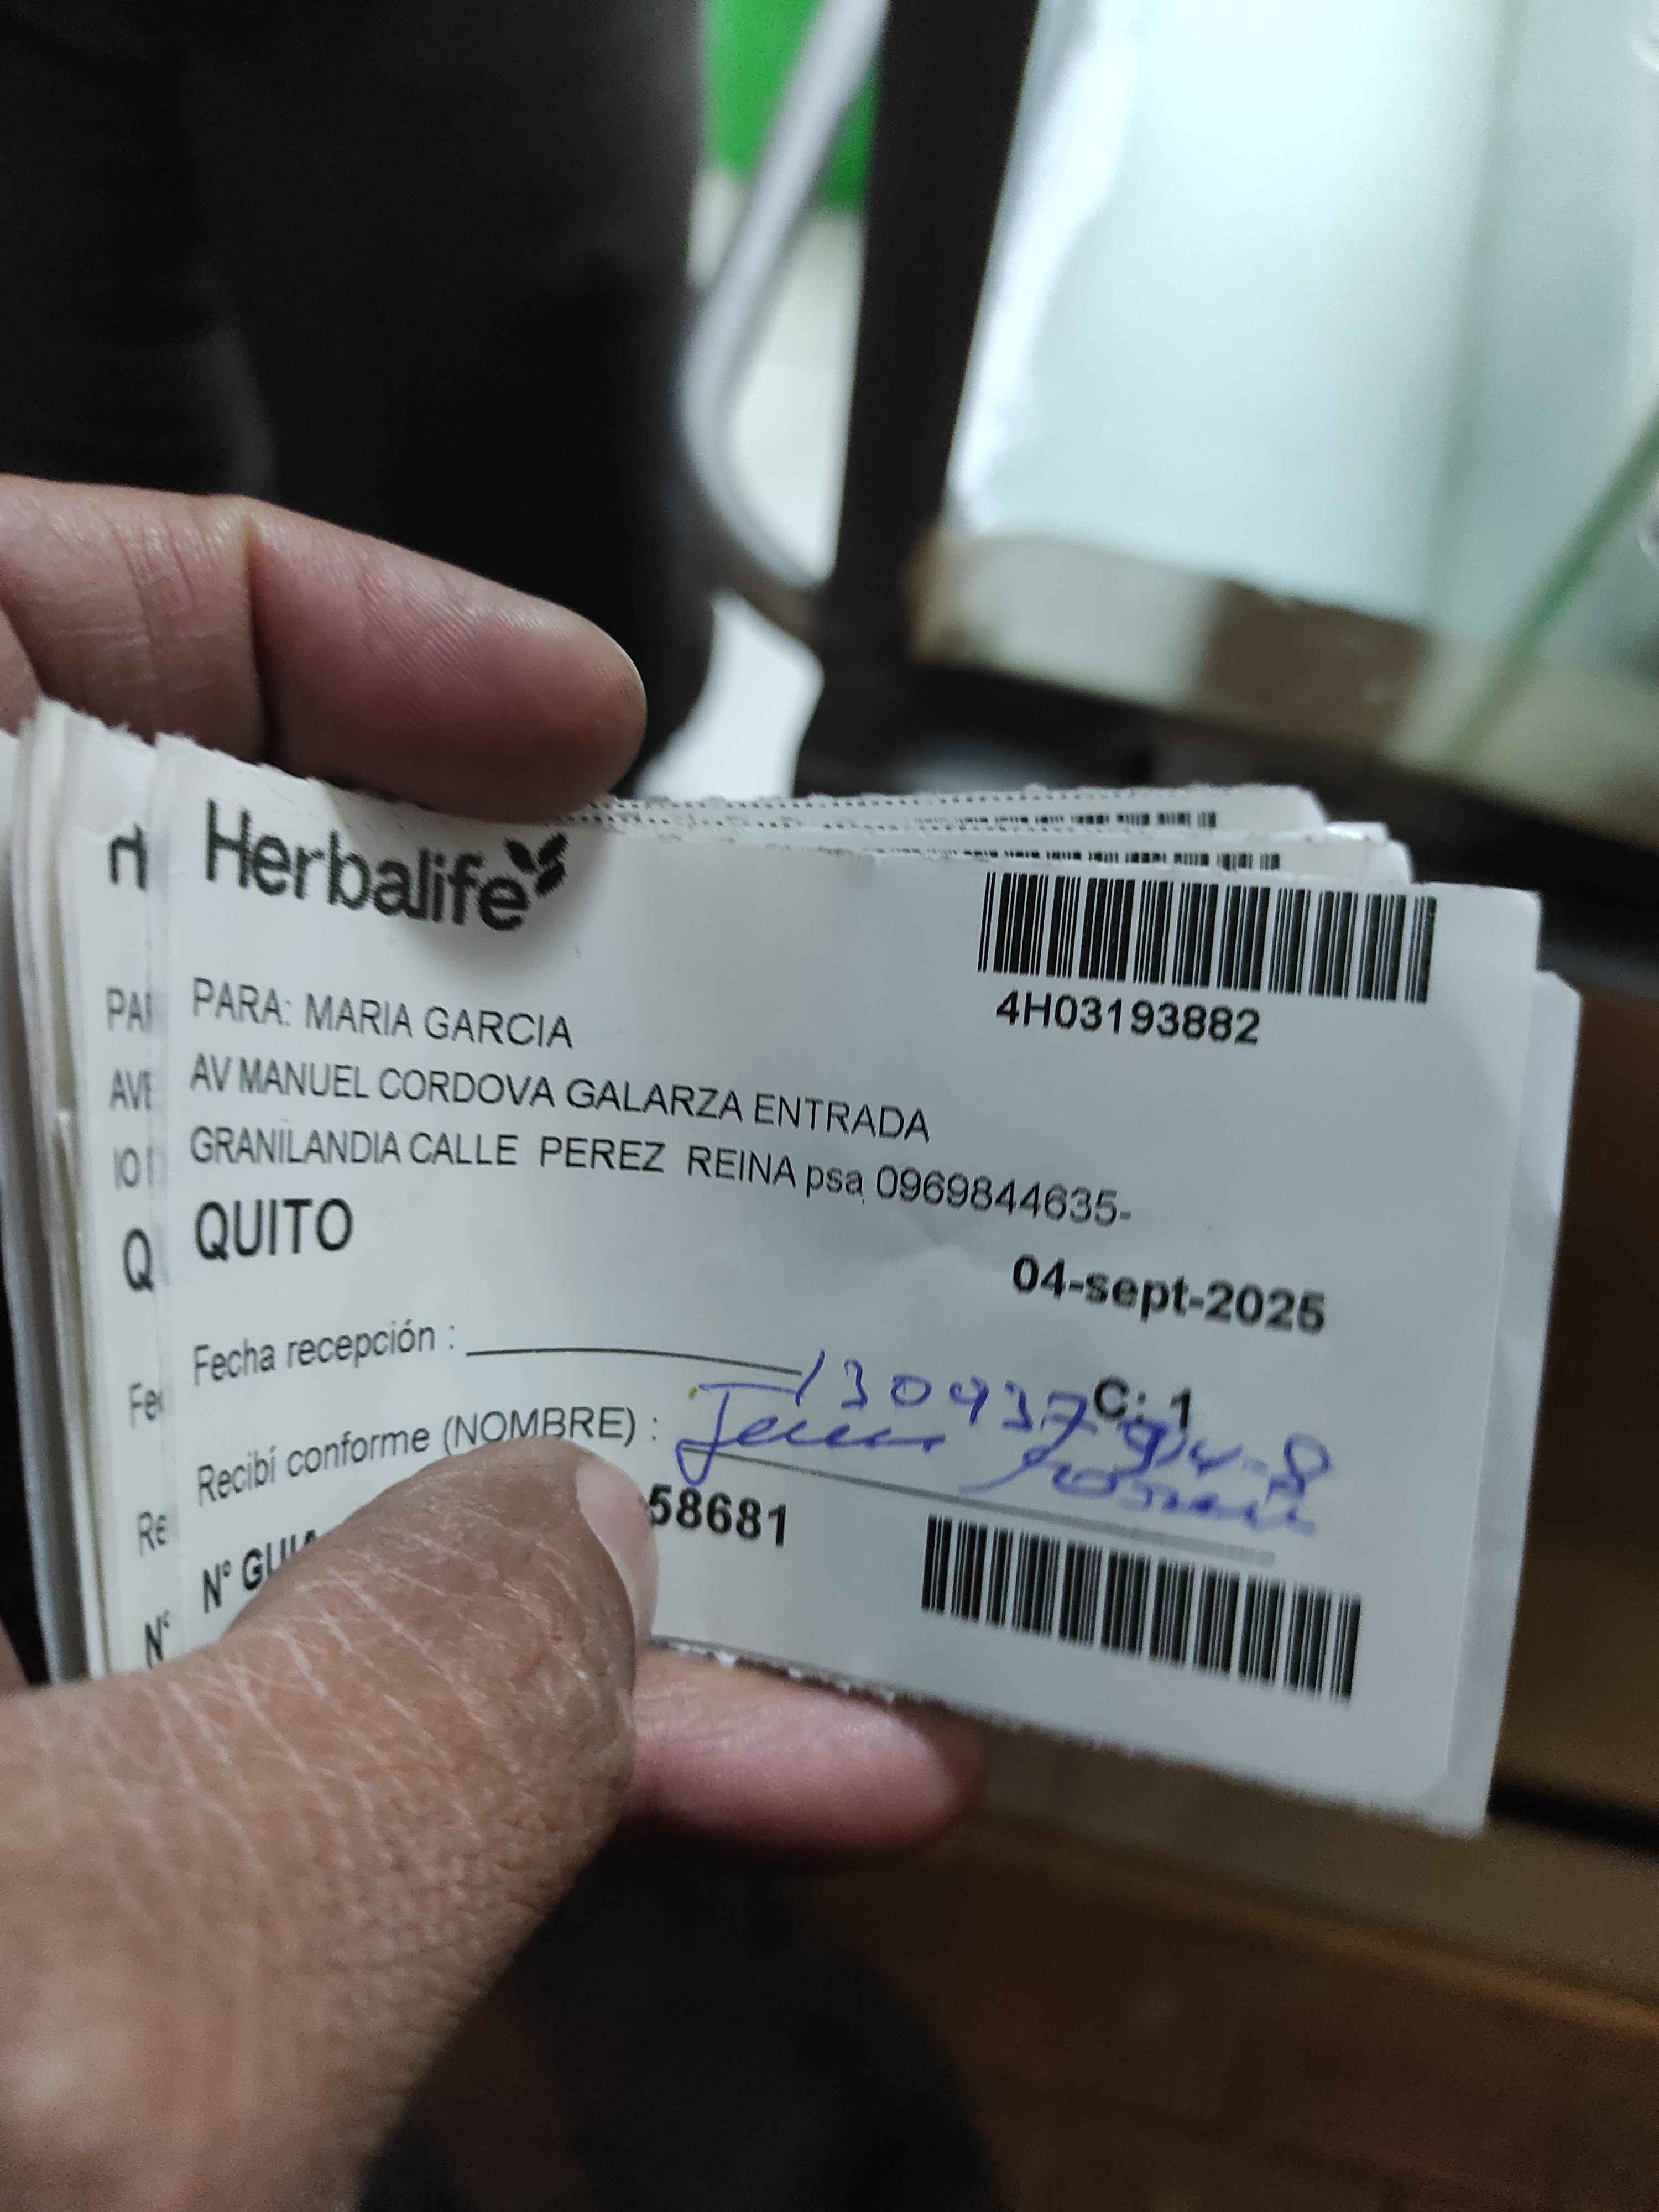 Herbalife
4H03193882
PARA: MARIA GARCIA
AV MANUEL CORDOVA GALARZA ENTRADA
GRANILANDIA CALLE PEREZ REINA psa 0969844635-
QUITO
04-sept-2025
Fecha recepción :
C: 1
Recibí conforme (NOMBRE) :
N° GUIA
58681